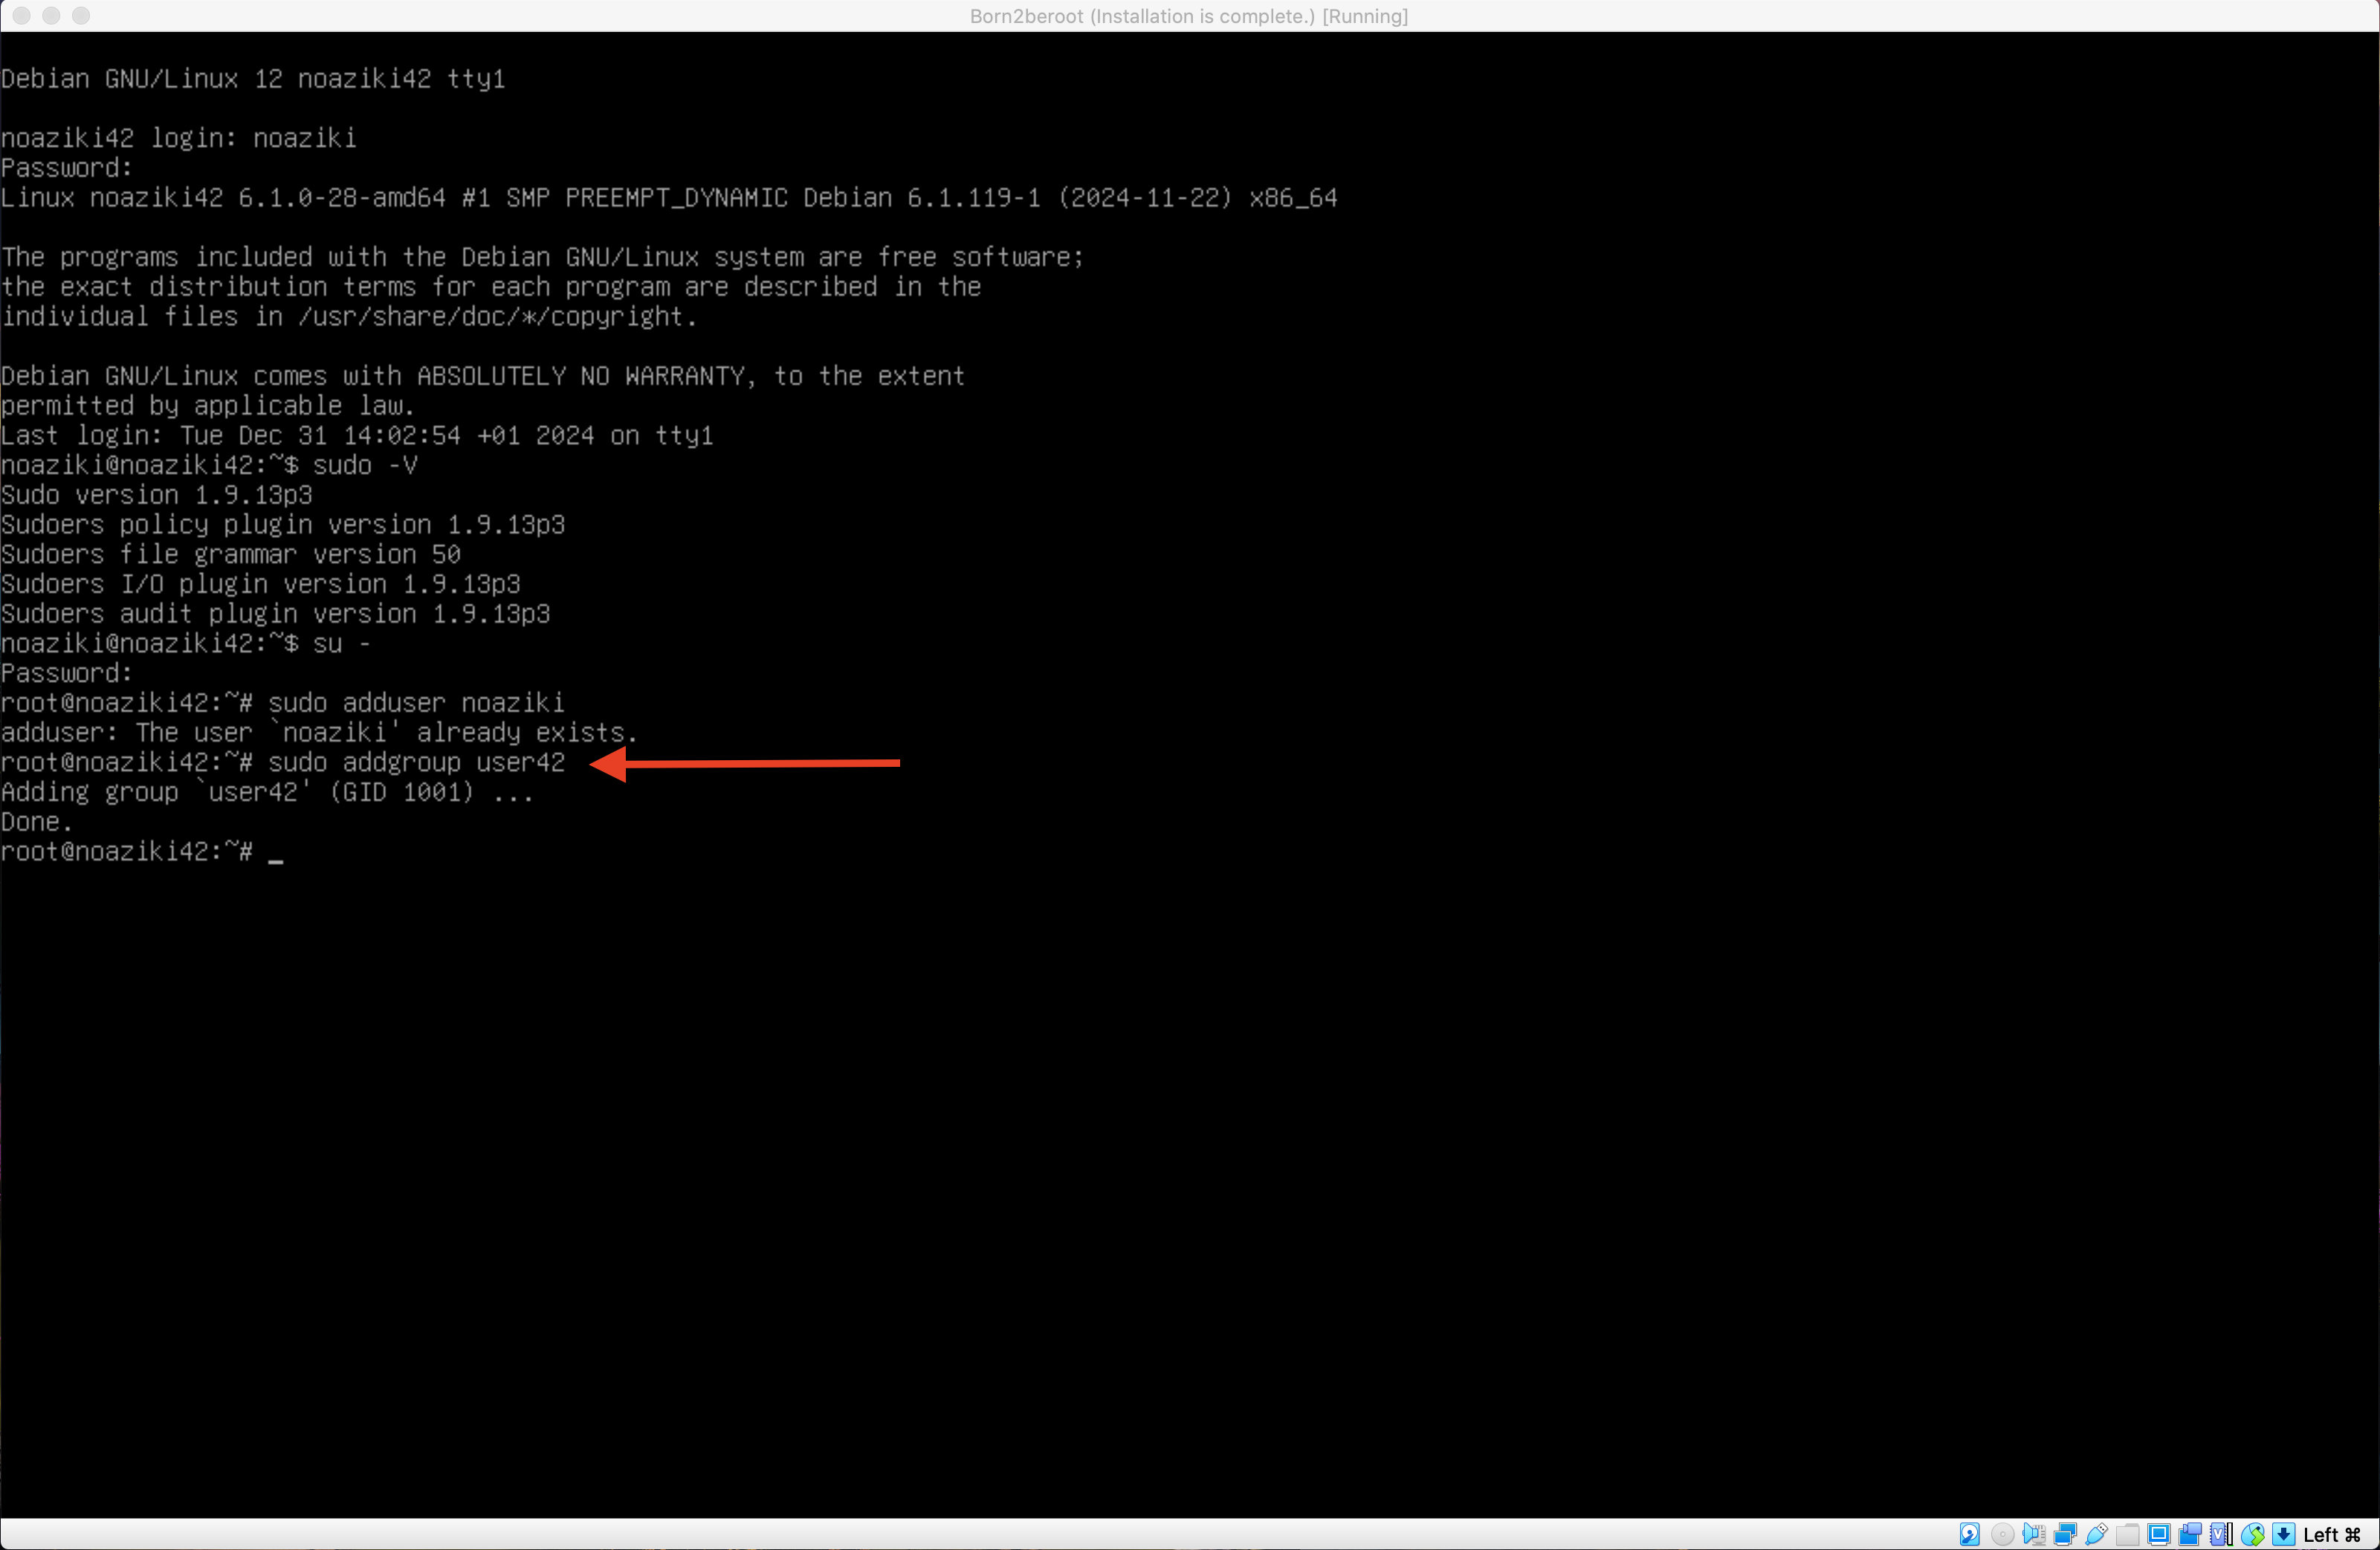 Born2beroot (Installation is complete.) [Running]
Debian GNU/Linux 12 noaziki42 tty1
noaziki42 login: noaziki
Password:
Linux noaziki42 6.1.0-28-amd64 #1 SMP PREEMPT_DYNAMIC Debian 6.1.119-1 (2024-11-22) x86_64
The programs included with the Debian GNU/Linux system are free software;
the exact distribution terms for each program are described in the
individual files in /usr/share/doc/*/copyright.
Debian GNU/Linux comes with ABSOLUTELY NO WARRANTY, to the extent
permitted by applicable law.
Last login: Tue Dec 31 14:02:54 +01 2024 on tty1
noaziki@noaziki42:~$ sudo -V
Sudo version 1.9.13p3
Sudoers policy plugin version 1.9.13p3
Sudoers file grammar version 50
Sudoers I/O plugin version 1.9.13p3
Sudoers audit plugin version 1.9.13p3
noaziki@noaziki42:~$ su -
Password:
root@noaziki42:~# sudo adduser noaziki
adduser: The user `noaziki' already exists.
root@noaziki42:~# sudo addgroup user42
Adding group `user42' (GID 1001) ...
Done.
root@noaziki42:~# _
Left ⌘